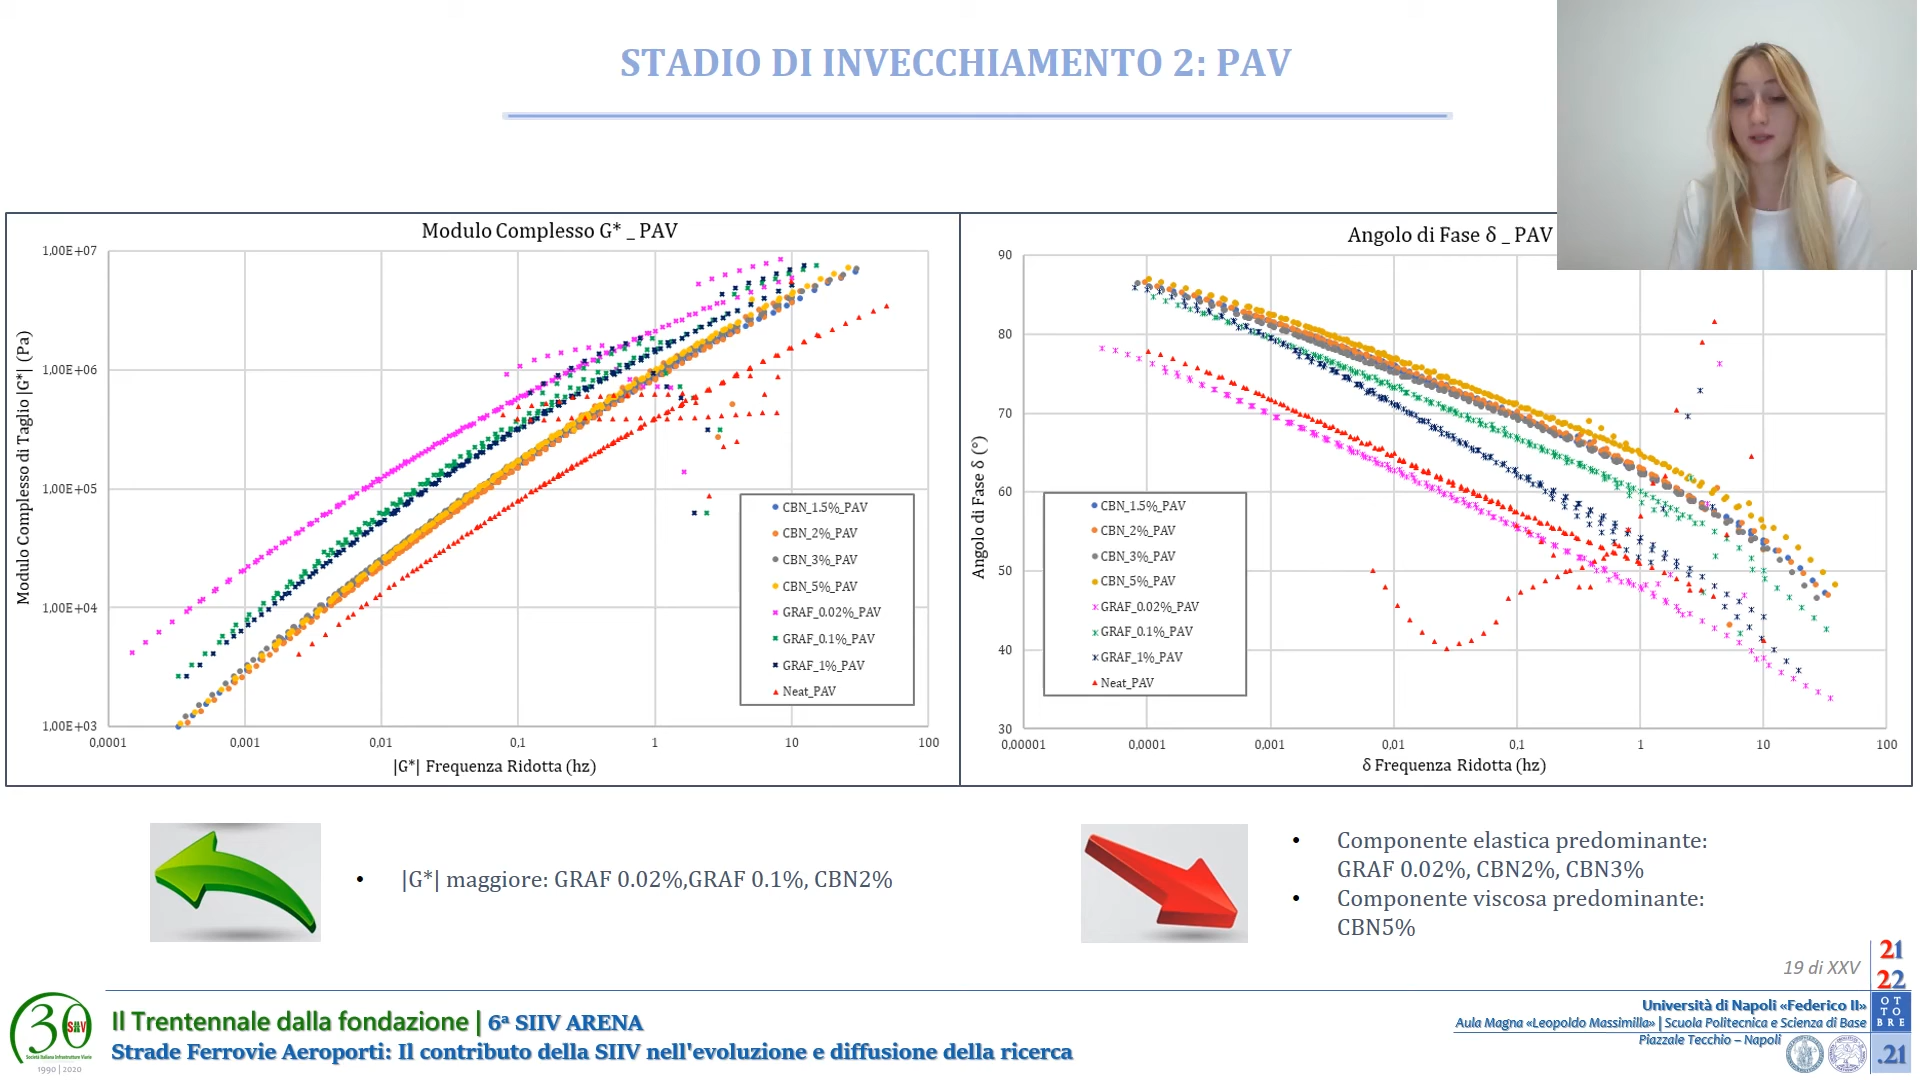 STADIO DI INVECCHIAMENTO 2: PAV
Modulo Complesso G* _ PAV
Modulo Complesso di Taglio |G*| (Pa)
1,00E+07
1,00E+06
1,00E+05
1,00E+04
1,00E+03
0,0001
0,001
0,01
0,1
1
10
100
|G*| Frequenza Ridotta (hz)
CBN_1.5%_PAV
CBN_2%_PAV
CBN_3%_PAV
CBN_5%_PAV
GRAF_0.02%_PAV
GRAF_0.1%_PAV
GRAF_1%_PAV
Neat_PAV
Angolo di Fase δ _ PAV
Angolo di Fase δ (°)
90
80
70
60
50
40
30
0,00001
0,0001
0,001
0,01
0,1
1
10
100
δ Frequenza Ridotta (hz)
CBN_1.5%_PAV
CBN_2%_PAV
CBN_3%_PAV
CBN_5%_PAV
GRAF_0.02%_PAV
GRAF_0.1%_PAV
GRAF_1%_PAV
Neat_PAV
• |G*| maggiore: GRAF 0.02%,GRAF 0.1%, CBN2%
• Componente elastica predominante:
GRAF 0.02%, CBN2%, CBN3%
• Componente viscosa predominante:
CBN5%
19 di XXV
21
22
OT
TO
BRE
.21
30
SIIV
Società Italiana Infrastrutture Viarie
1990 | 2020
Il Trentennale dalla fondazione | 6ª SIIV ARENA
Strade Ferrovie Aeroporti: Il contributo della SIIV nell'evoluzione e diffusione della ricerca
Università di Napoli «Federico II»
Aula Magna «Leopoldo Massimilla» | Scuola Politecnica e Scienza di Base
Piazzale Tecchio – Napoli